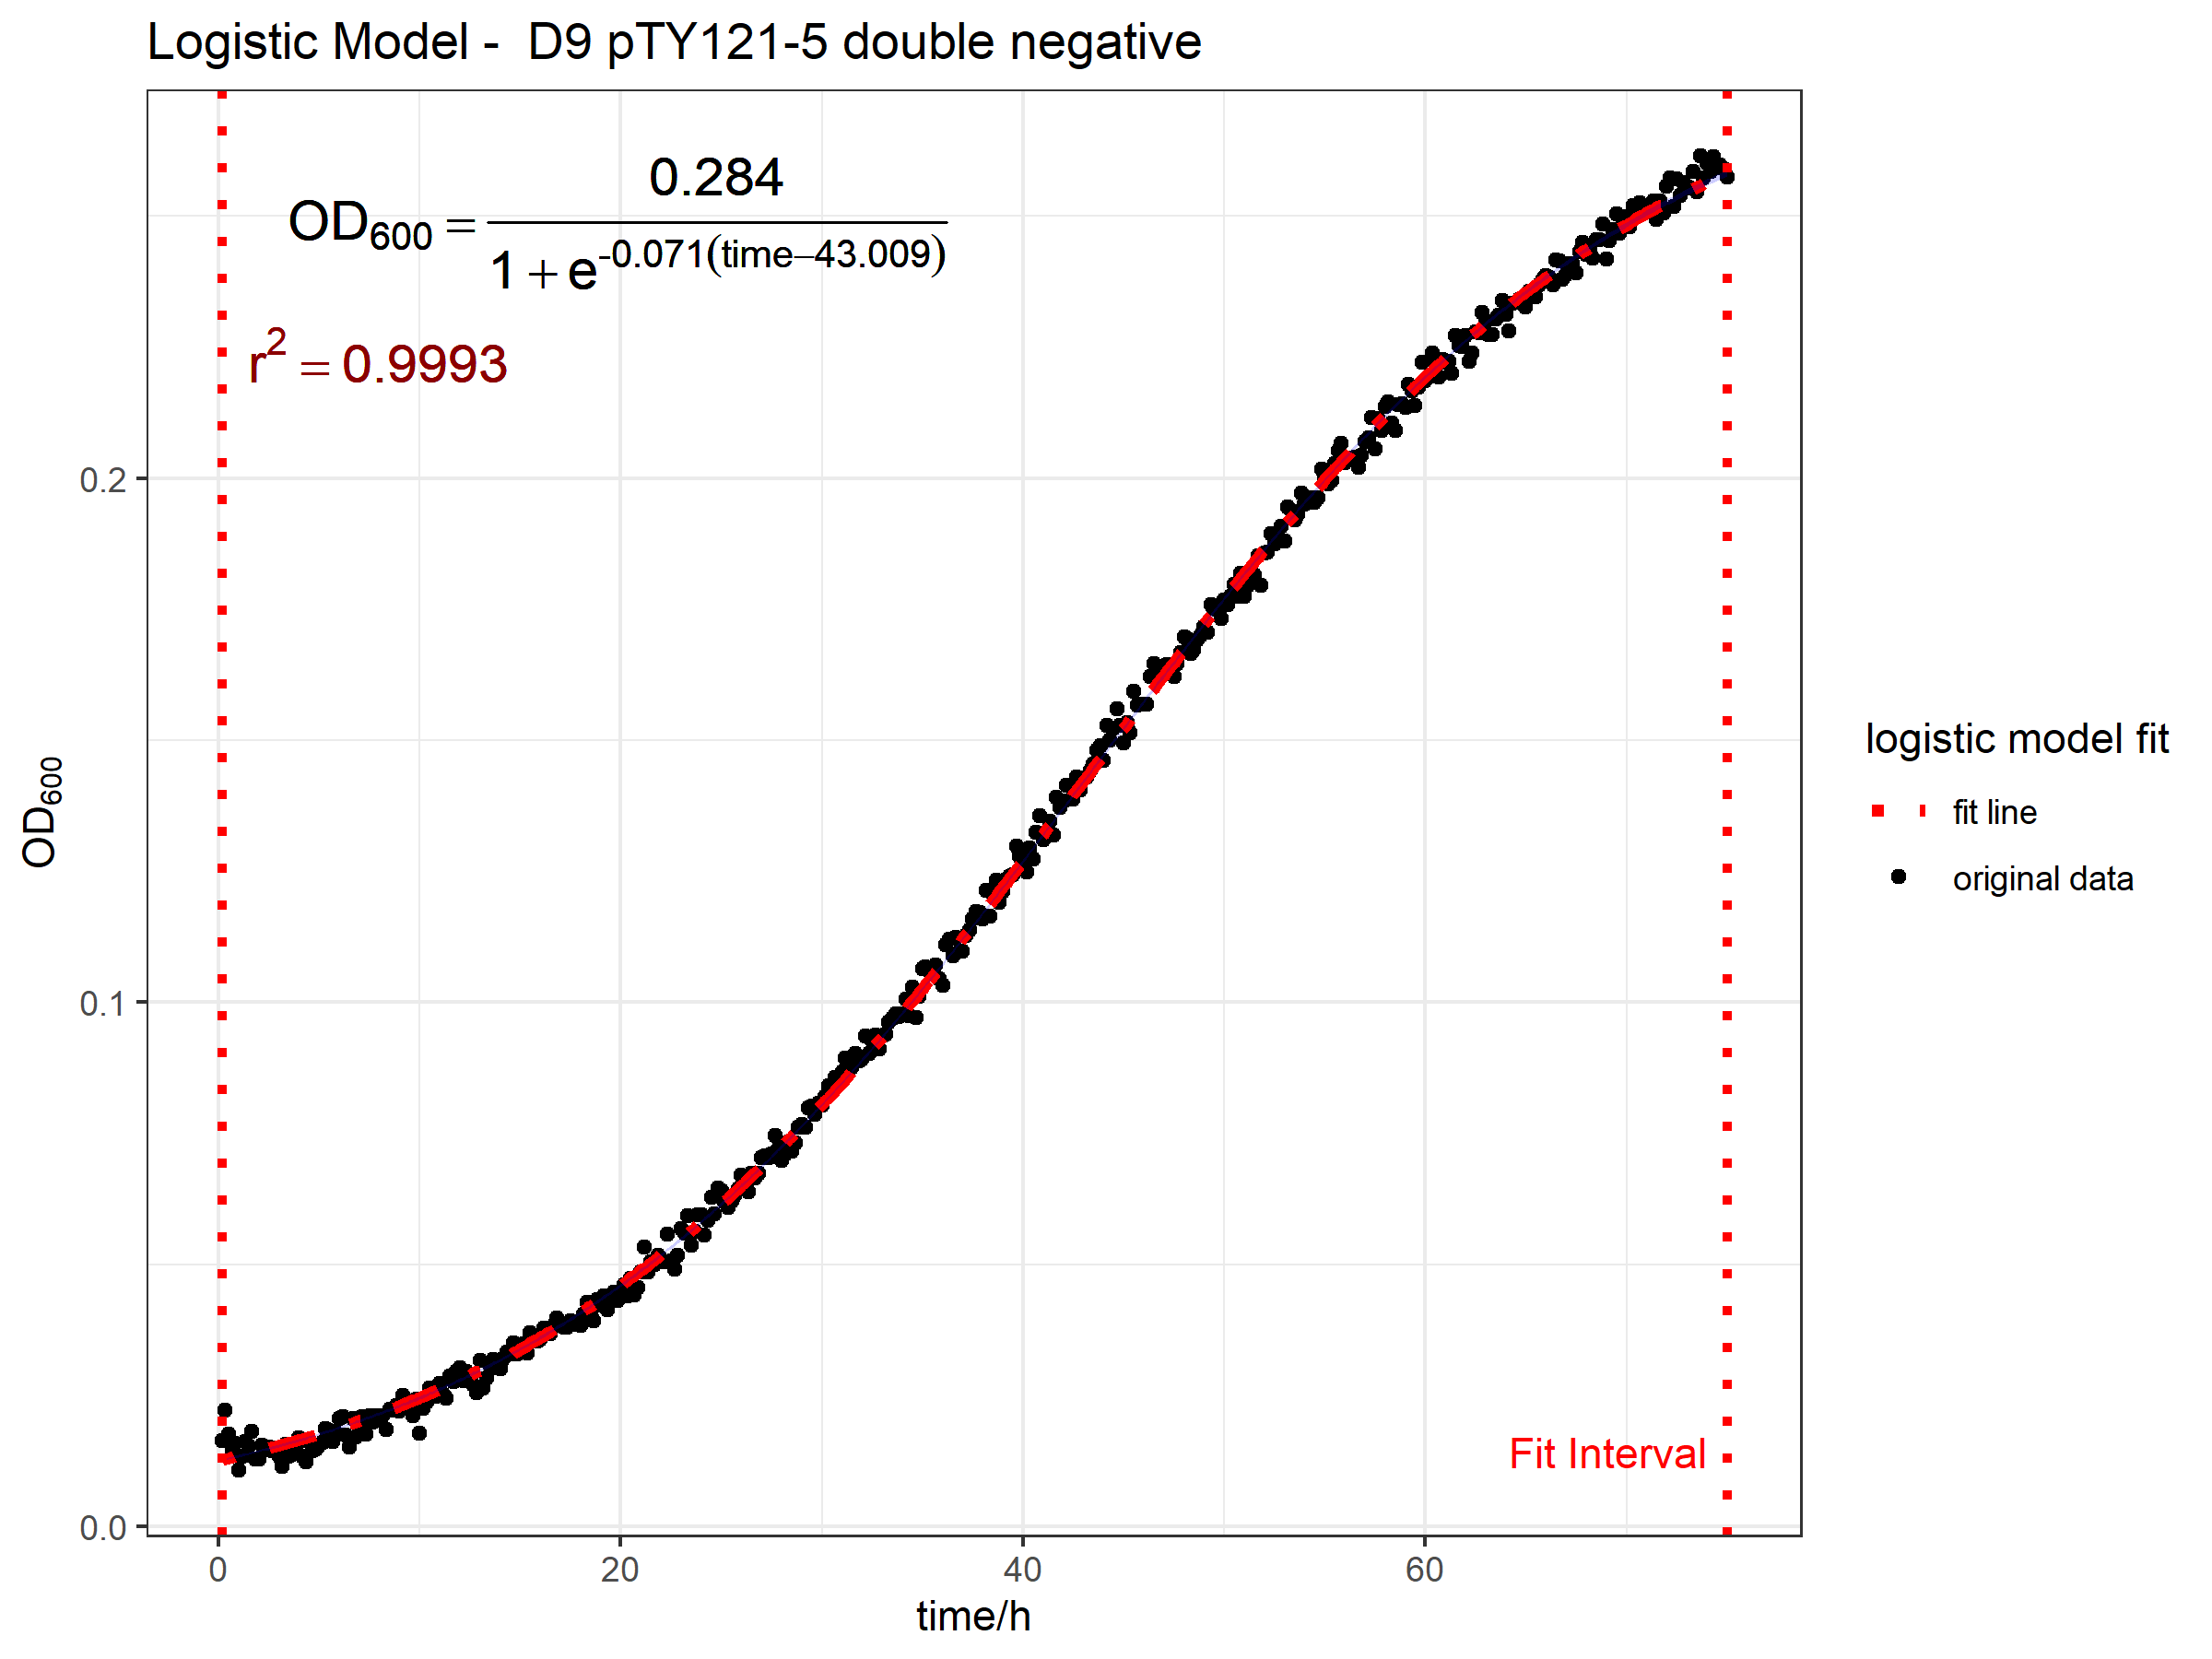 Logistic Model -  D9 pTY121-5 double negative
OD₆₀₀ = 0.284 / (1 + e^(-0.071(time−43.009)))
r² = 0.9993
0.2
0.1
0.0
OD₆₀₀
0 20 40 60
time/h
Fit Interval
logistic model fit
fit line
original data